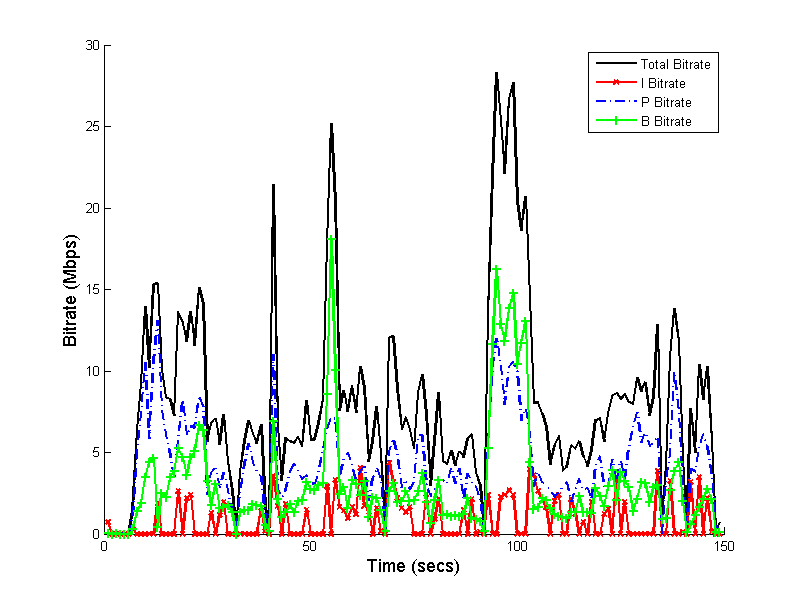 30
25
20
15
10
5
0
0
50
100
150
Bitrate (Mbps)
Time (secs)
Total Bitrate
I Bitrate
P Bitrate
B Bitrate